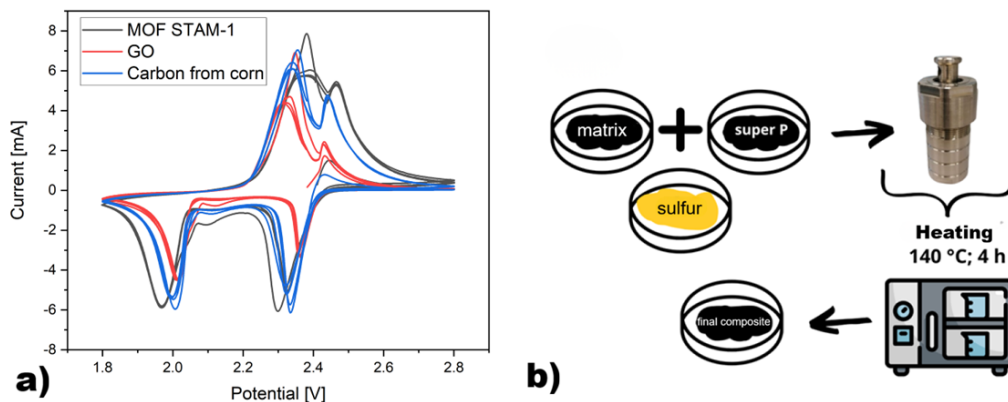 MOF STAM-1
GO
Carbon from corn
Current [mA]
8
6
4
2
0
-2
-4
-6
-8
1.8
2.0
2.2
2.4
2.6
2.8
Potential [V]
a)
matrix
super P
sulfur
Heating
140 °C; 4 h
final composite
b)